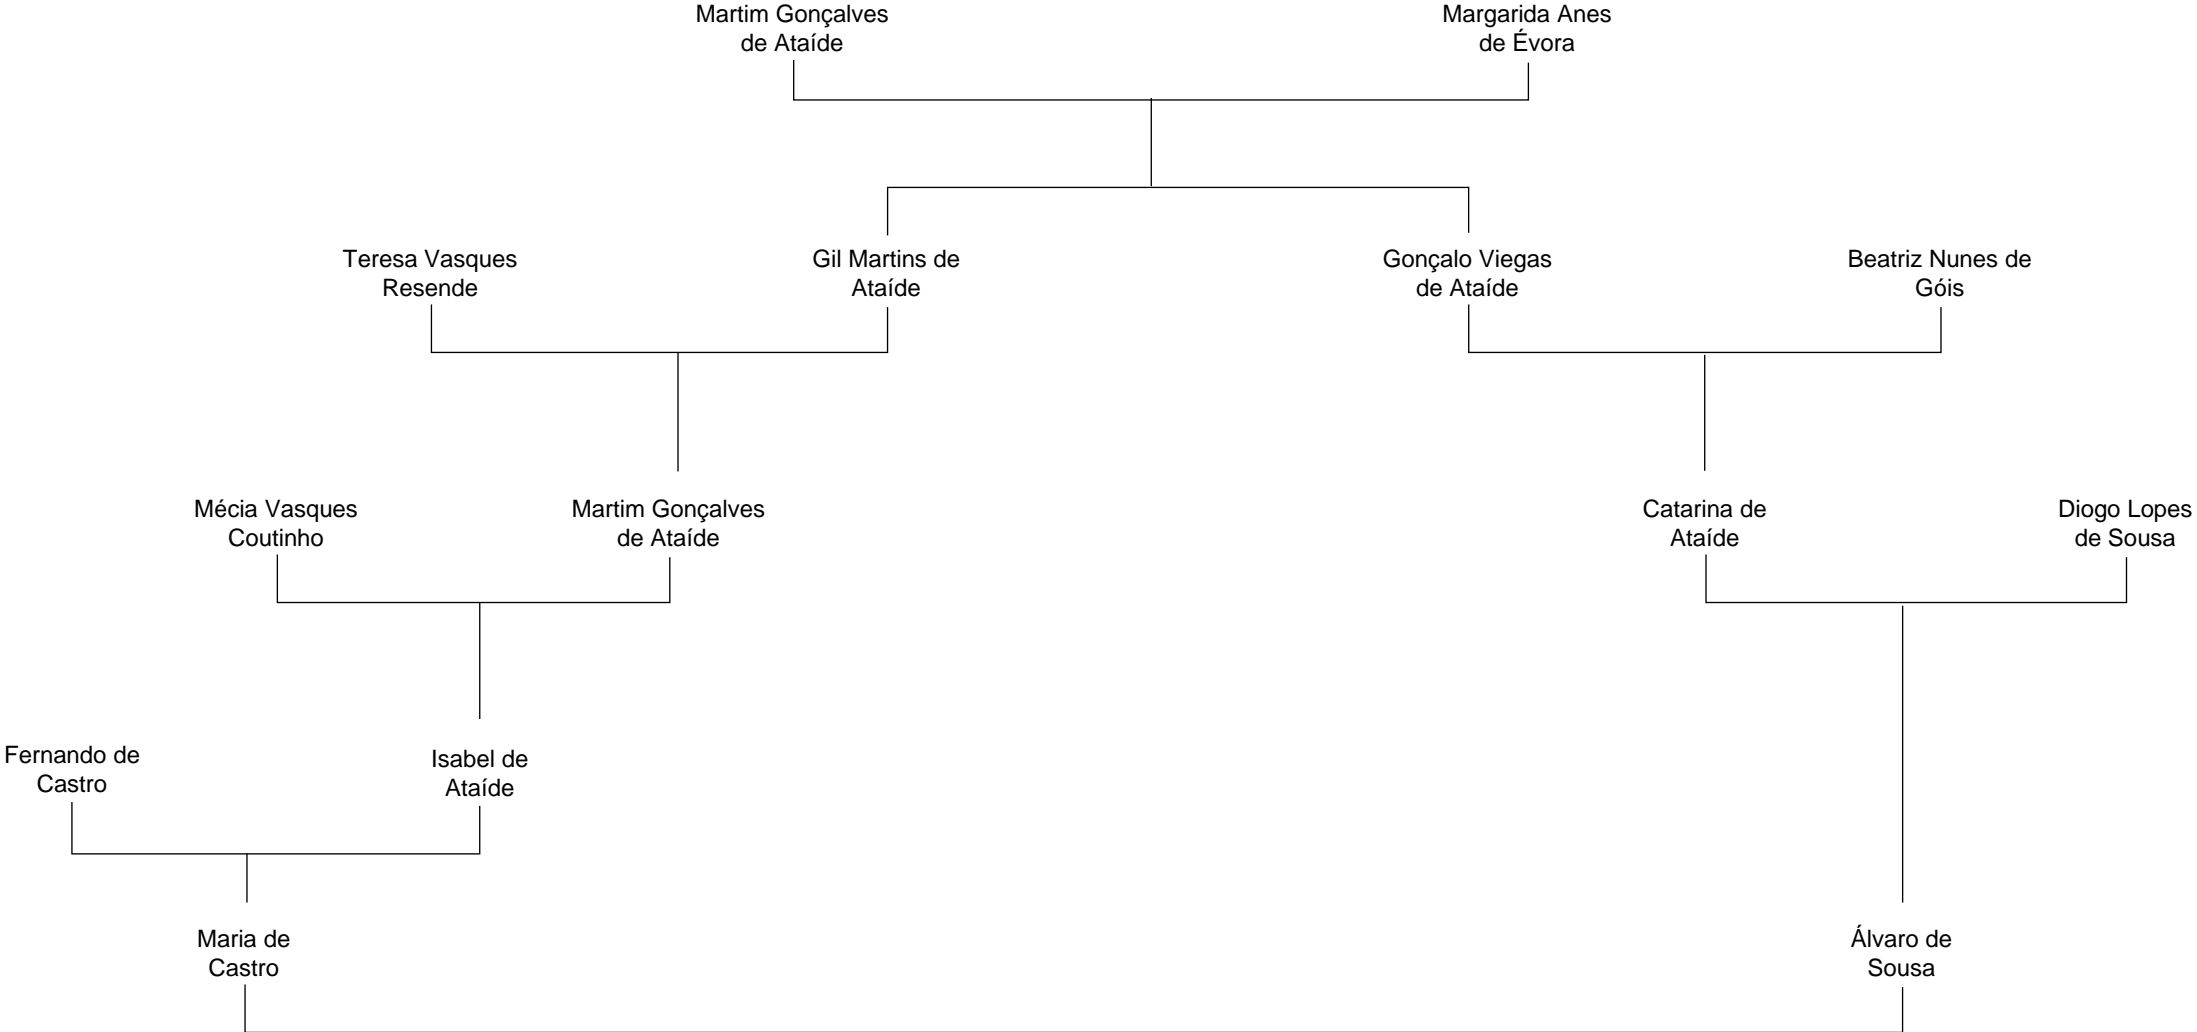 Martim Gonçalves
de Ataíde
Margarida Anes
de Évora
Teresa Vasques
Resende
Gil Martins de
Ataíde
Gonçalo Viegas
de Ataíde
Beatriz Nunes de
Góis
Mécia Vasques
Coutinho
Martim Gonçalves
de Ataíde
Catarina de
Ataíde
Diogo Lopes
de Sousa
Fernando de
Castro
Isabel de
Ataíde
Maria de
Castro
Álvaro de
Sousa